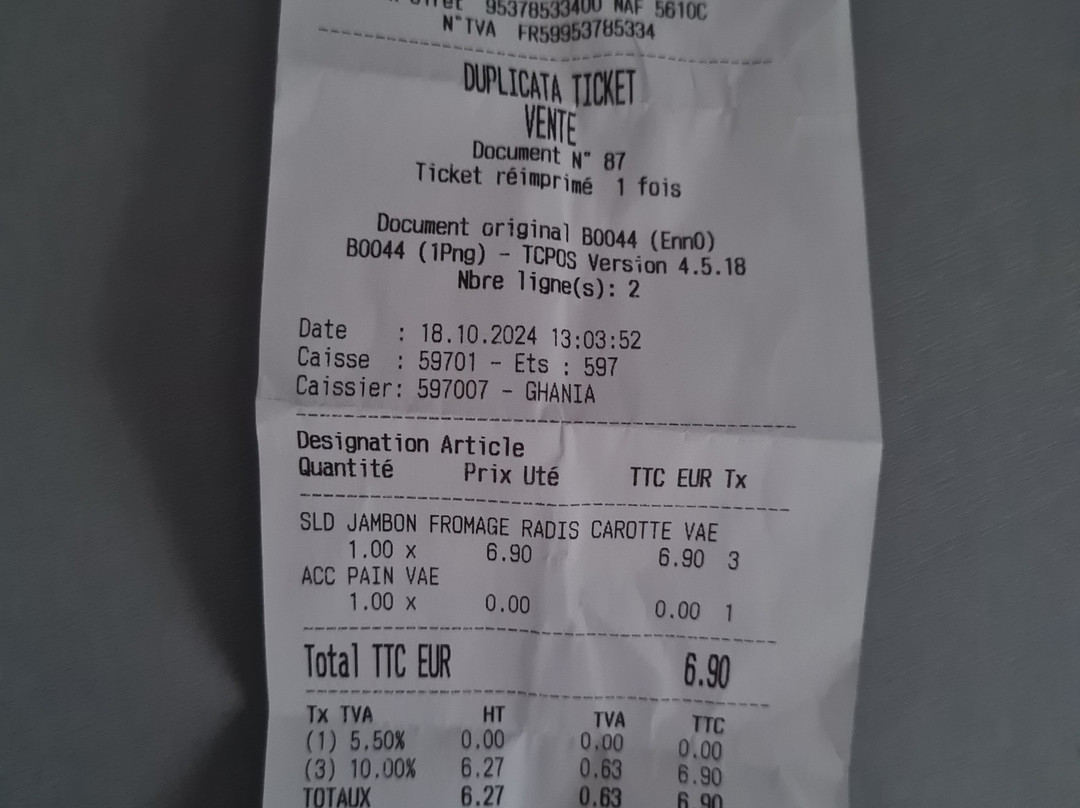 95378533400 NAF 5610C
N°TVA FR59953785334
DUPLICATA TICKET
VENTE
Document N° 87
Ticket réimprimé 1 fois
Document original B0044 (Enn0)
B0044 (1Png) - TCPOS Version 4.5.18
Nbre ligne(s): 2
Date : 18.10.2024 13:03:52
Caisse : 59701 - Ets : 597
Caissier: 597007 - GHANIA
Designation Article
Quantité Prix Uté TTC EUR Tx
SLD JAMBON FROMAGE RADIS CAROTTE VAE
1.00 x 6.90 6.90 3
ACC PAIN VAE
1.00 x 0.00 0.00 1
Total TTC EUR 6.90
Tx TVA HT TVA TTC
(1) 5.50% 0.00 0.00 0.00
(3) 10.00% 6.27 0.63 6.90
TOTAUX 6.27 0.63 6.90